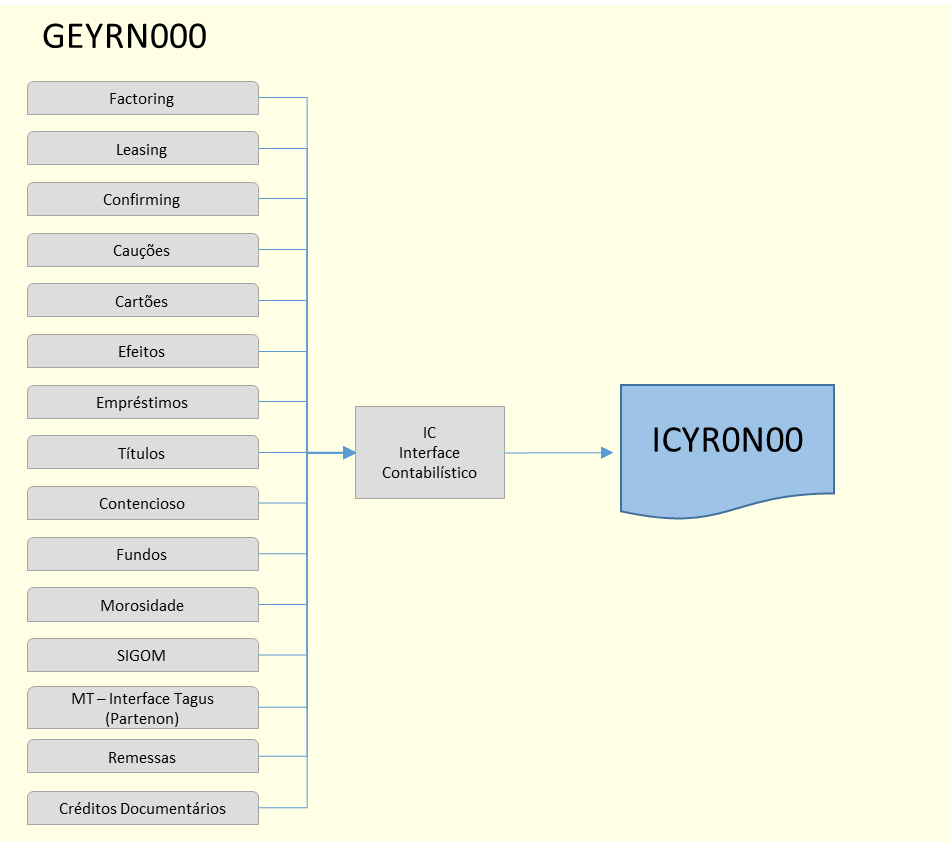 GEYRN000
Factoring
Leasing
Confirming
Cauções
Cartões
Efeitos
Empréstimos
Títulos
Contencioso
Fundos
Morosidade
SIGOM
MT – Interface Tagus
(Partenon)
Remessas
Créditos Documentários
IC
Interface
Contabilístico
ICYR0N00